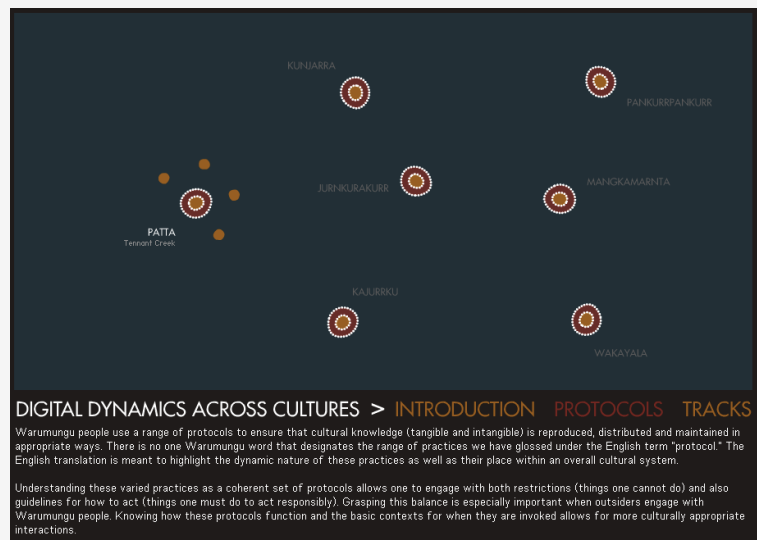 KUNJARRA
PANKURRPANKURR
JURNKURAKURR
MANGKAMARNTA
PATTA
Tennant Creek
KAJURRKU
WAKAYALA
DIGITAL DYNAMICS ACROSS CULTURES > INTRODUCTION PROTOCOLS TRACKS
Warumungu people use a range of protocols to ensure that cultural knowledge (tangible and intangible) is reproduced, distributed and maintained in
appropriate ways. There is no one Warumungu word that designates the range of practices we have glossed under the English term "protocol." The
English translation is meant to highlight the dynamic nature of these practices as well as their place within an overall cultural system.
Understanding these varied practices as a coherent set of protocols allows one to engage with both restrictions (things one cannot do) and also
guidelines for how to act (things one must do to act responsibly). Grasping this balance is especially important when outsiders engage with
Warumungu people. Knowing how these protocols function and the basic contexts for when they are invoked allows for more culturally appropriate
interactions.